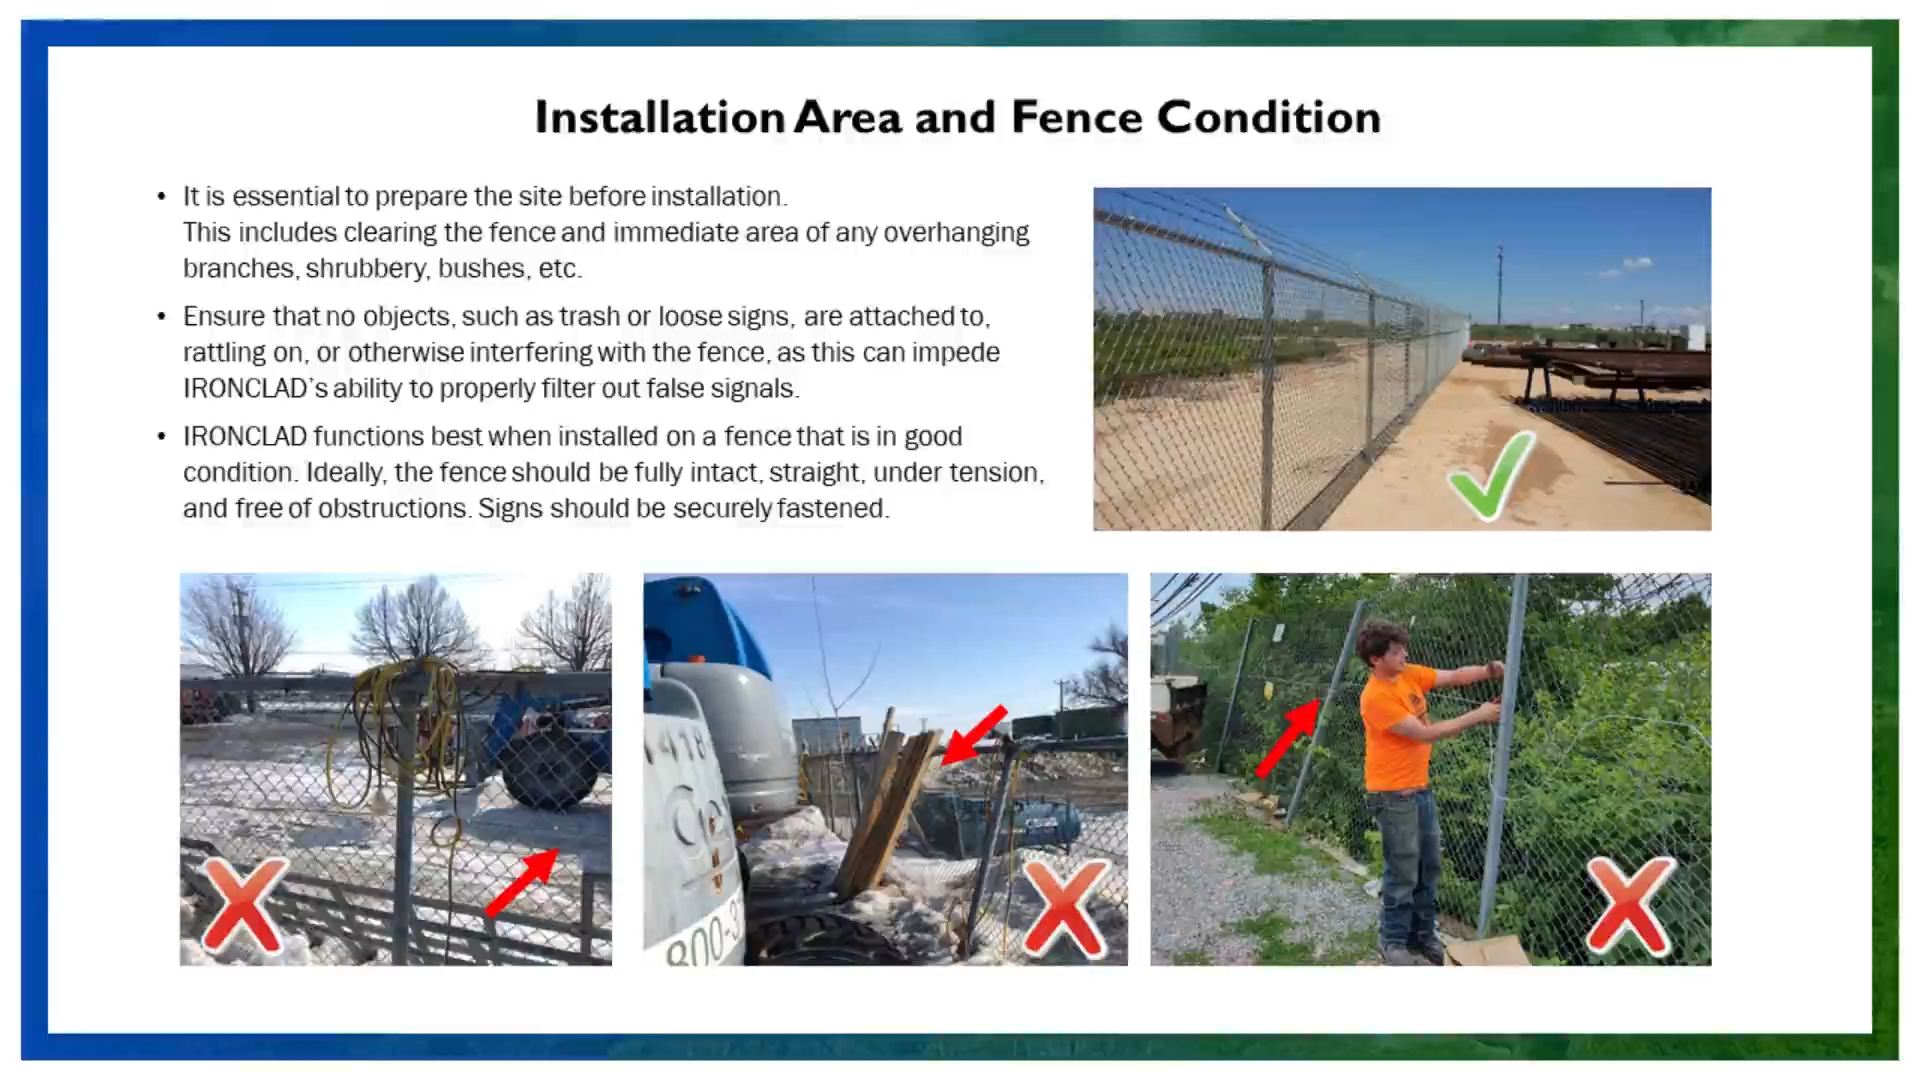 Installation Area and Fence Condition
• It is essential to prepare the site before installation.
This includes clearing the fence and immediate area of any overhanging
branches, shrubbery, bushes, etc.
• Ensure that no objects, such as trash or loose signs, are attached to,
rattling on, or otherwise interfering with the fence, as this can impede
IRONCLAD's ability to properly filter out false signals.
• IRONCLAD functions best when installed on a fence that is in good
condition. Ideally, the fence should be fully intact, straight, under tension,
and free of obstructions. Signs should be securely fastened.
800-3